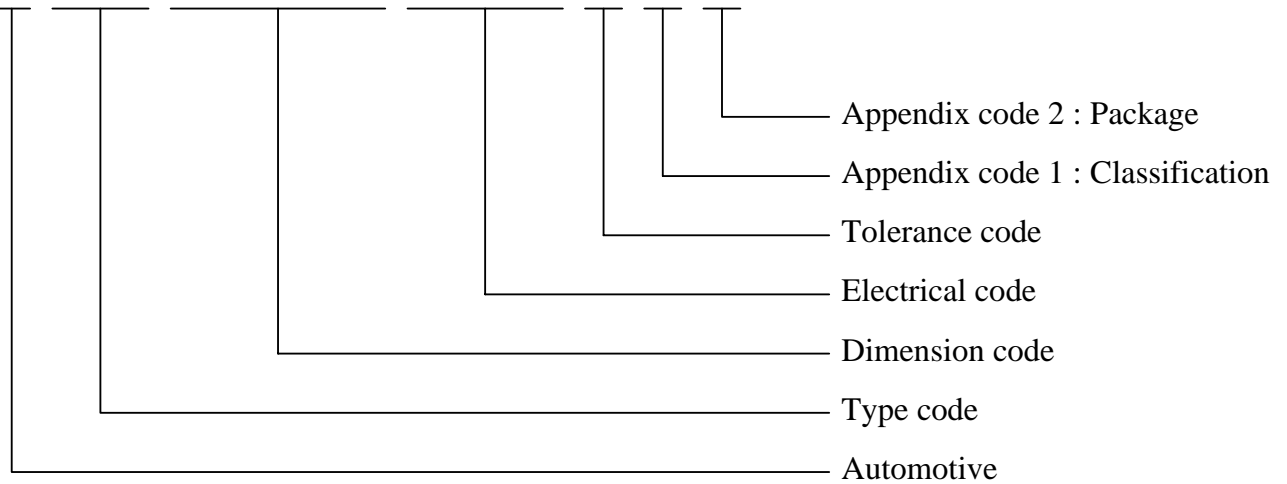 Appendix code 2 : Package
Appendix code 1 : Classification
Tolerance code
Electrical code
Dimension code
Type code
Automotive